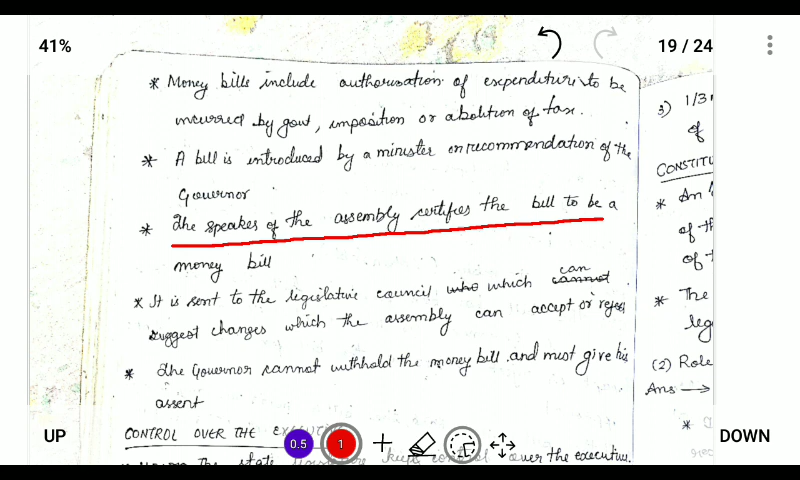 41%
19 / 24
* Money bills include authorisation of expenditure to be
incurred by govt, imposition or abolition of tax.
* A bill is introduced by a minister on recommendation of the
Governor
* The speaker of the assembly certifies the bill to be a
money bill
* It is sent to the legislative council who which cannot can
suggest changes which the assembly can accept or reject
* The Governor cannot withhold the money bill and must give his
assent
CONTROL OVER THE
the state control over the executive.
3) 1/3
of
CONSTITU
* An
of th
of t
* The
leg
(2) Role
Ans →
*
UP
0.5
1
DOWN